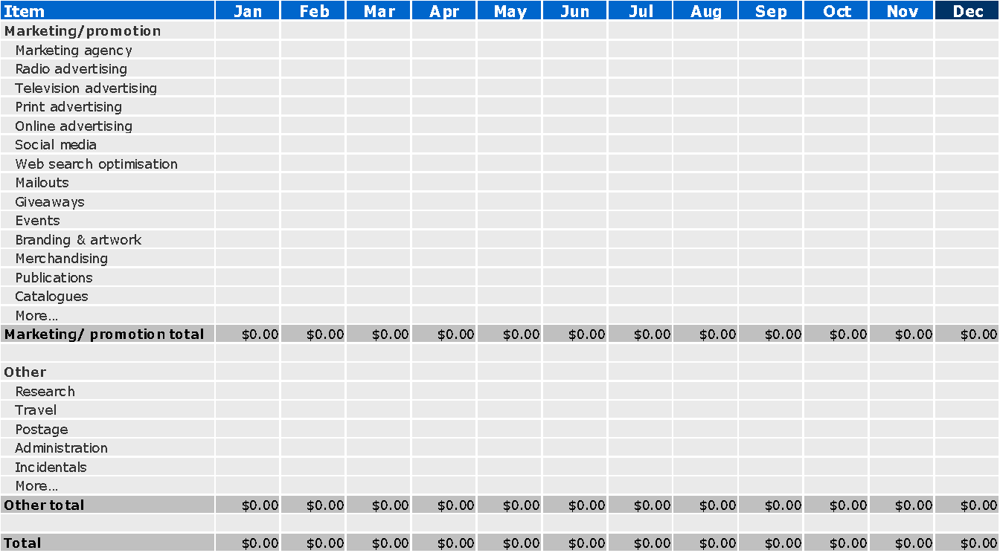 Item Jan Feb Mar Apr May Jun Jul Aug Sep Oct Nov Dec
Marketing/promotion
Marketing agency
Radio advertising
Television advertising
Print advertising
Online advertising
Social media
Web search optimisation
Mailouts
Giveaways
Events
Branding & artwork
Merchandising
Publications
Catalogues
More...
Marketing/ promotion total $0.00 $0.00 $0.00 $0.00 $0.00 $0.00 $0.00 $0.00 $0.00 $0.00 $0.00 $0.00
Other
Research
Travel
Postage
Administration
Incidentals
More...
Other total $0.00 $0.00 $0.00 $0.00 $0.00 $0.00 $0.00 $0.00 $0.00 $0.00 $0.00 $0.00
Total $0.00 $0.00 $0.00 $0.00 $0.00 $0.00 $0.00 $0.00 $0.00 $0.00 $0.00 $0.00